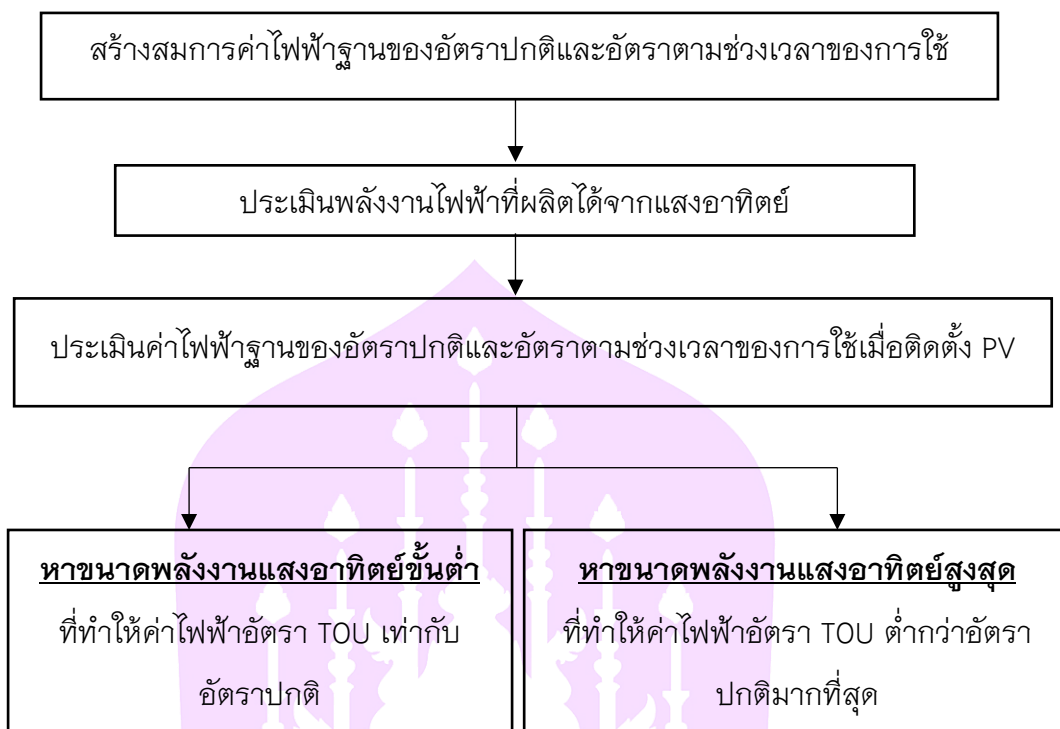 สร้างสมการค่าไฟฟ้าฐานของอัตราปกติและอัตราตามช่วงเวลาของการใช้
ประเมินพลังงานไฟฟ้าที่ผลิตได้จากแสงอาทิตย์
ประเมินค่าไฟฟ้าฐานของอัตราปกติและอัตราตามช่วงเวลาของการใช้เมื่อติดตั้ง PV
หาขนาดพลังงานแสงอาทิตย์ขั้นต่ำ
ที่ทำให้ค่าไฟฟ้าอัตรา TOU เท่ากับ
อัตราปกติ
หาขนาดพลังงานแสงอาทิตย์สูงสุด
ที่ทำให้ค่าไฟฟ้าอัตรา TOU ต่ำกว่าอัตรา
ปกติมากที่สุด